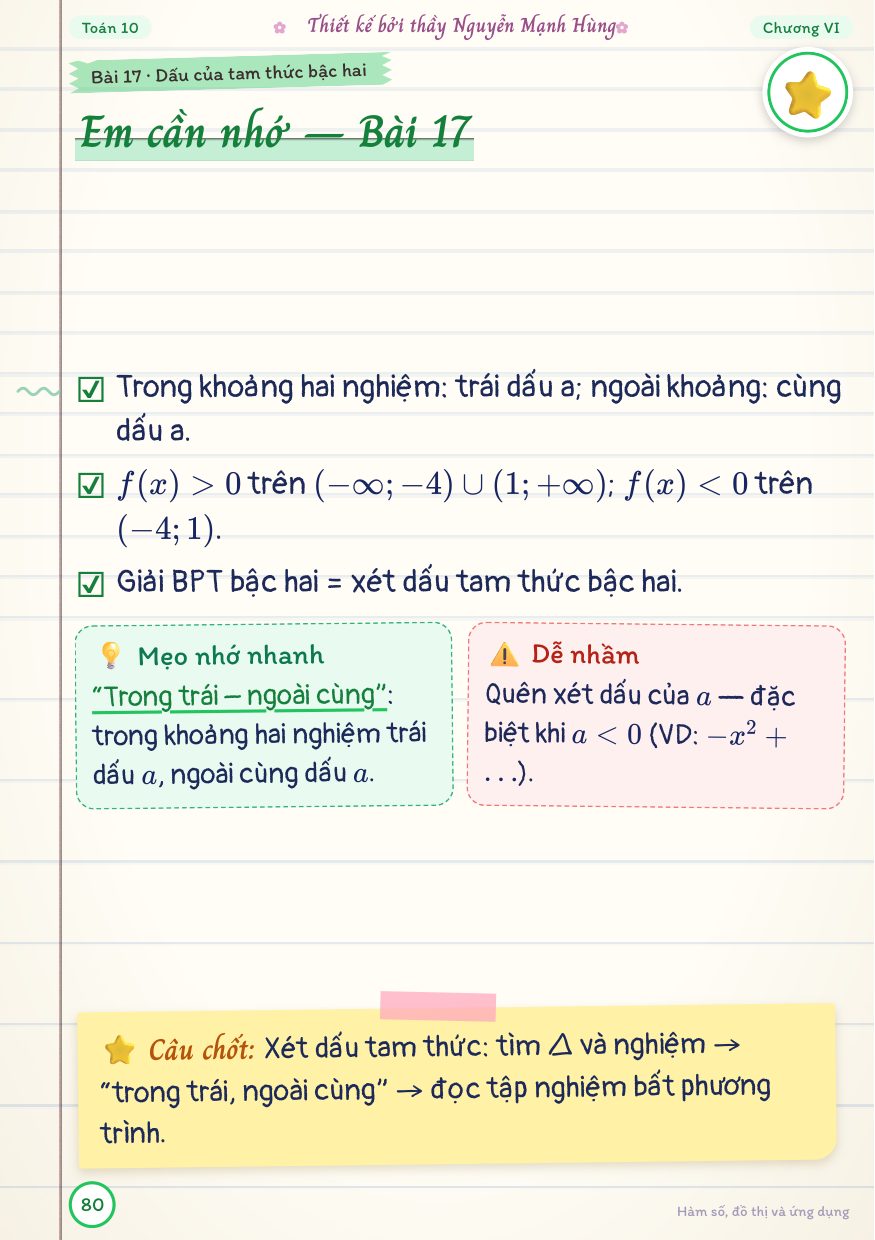 Toán 10
Thiết kế bởi thầy Nguyễn Mạnh Hùng
Chương VI
Bài 17 · Dấu của tam thức bậc hai
Em cần nhớ — Bài 17
Trong khoảng hai nghiệm: trái dấu a; ngoài khoảng: cùng
dấu a.
f(x) > 0 trên (−∞; −4) ∪ (1; +∞); f(x) < 0 trên
(−4; 1).
Giải BPT bậc hai = xét dấu tam thức bậc hai.
Mẹo nhớ nhanh
“Trong trái – ngoài cùng”:
trong khoảng hai nghiệm trái
dấu a, ngoài cùng dấu a.
Dễ nhầm
Quên xét dấu của a — đặc
biệt khi a < 0 (VD: −x² +
...).
Câu chốt: Xét dấu tam thức: tìm Δ và nghiệm →
“trong trái, ngoài cùng” → đọc tập nghiệm bất phương
trình.
80
Hàm số, đồ thị và ứng dụng